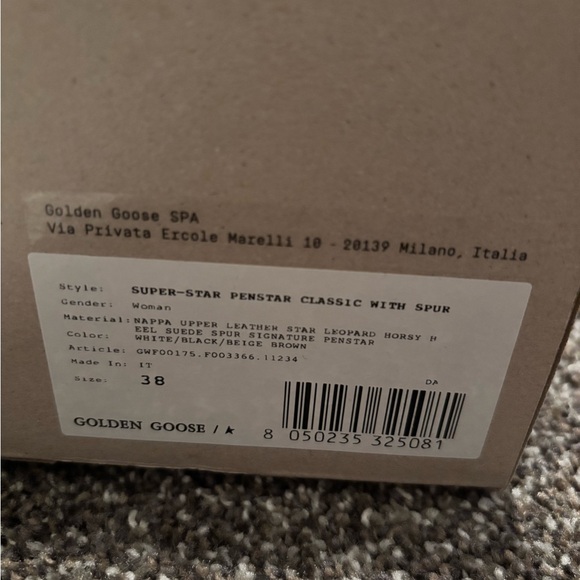 Golden Goose SPA
Via Privata Ercole Marelli 10 - 20139 Milano, Italia
Style: SUPER-STAR PENSTAR CLASSIC WITH SPUR
Gender: Woman
Material: NAPPA UPPER LEATHER STAR LEOPARD HORSY H
EEL SUEDE SPUR SIGNATURE PENSTAR
Color: WHITE/BLACK/BEIGE BROWN
Article: GWF00175.F003366.11234
Made In: IT
Size: 38
DA
GOLDEN GOOSE /
8 050235 325081